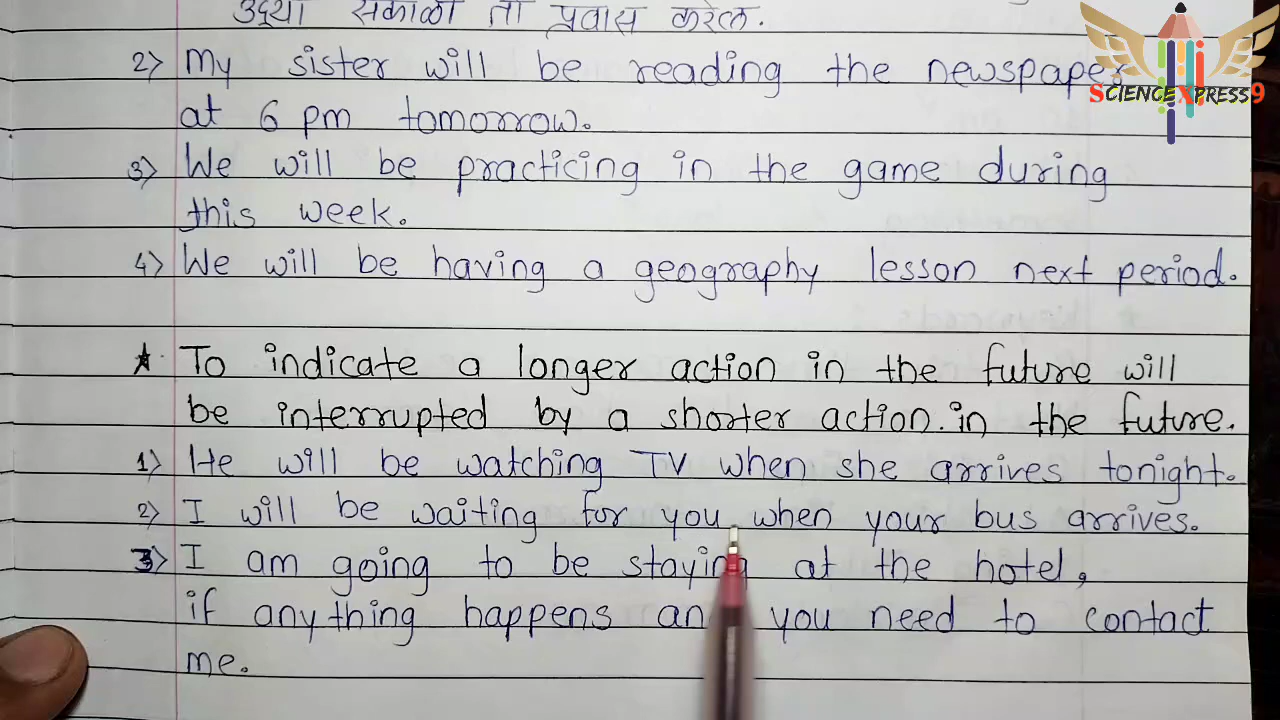 उद्या सकाळी तो प्रवास करेल.
2) My sister will be reading the newspaper
SCIENCEXPRESS9
at 6 pm tomorrow.
3) We will be practicing in the game during
this week.
4) We will be having a geography lesson next period.
★ To indicate a longer action in the future will
be interrupted by a shorter action.in the future.
1) He will be watching TV when she arrives tonight.
2) I will be waiting for you when your bus arrives.
3) I am going to be staying at the hotel,
if anything happens and you need to contact
me.